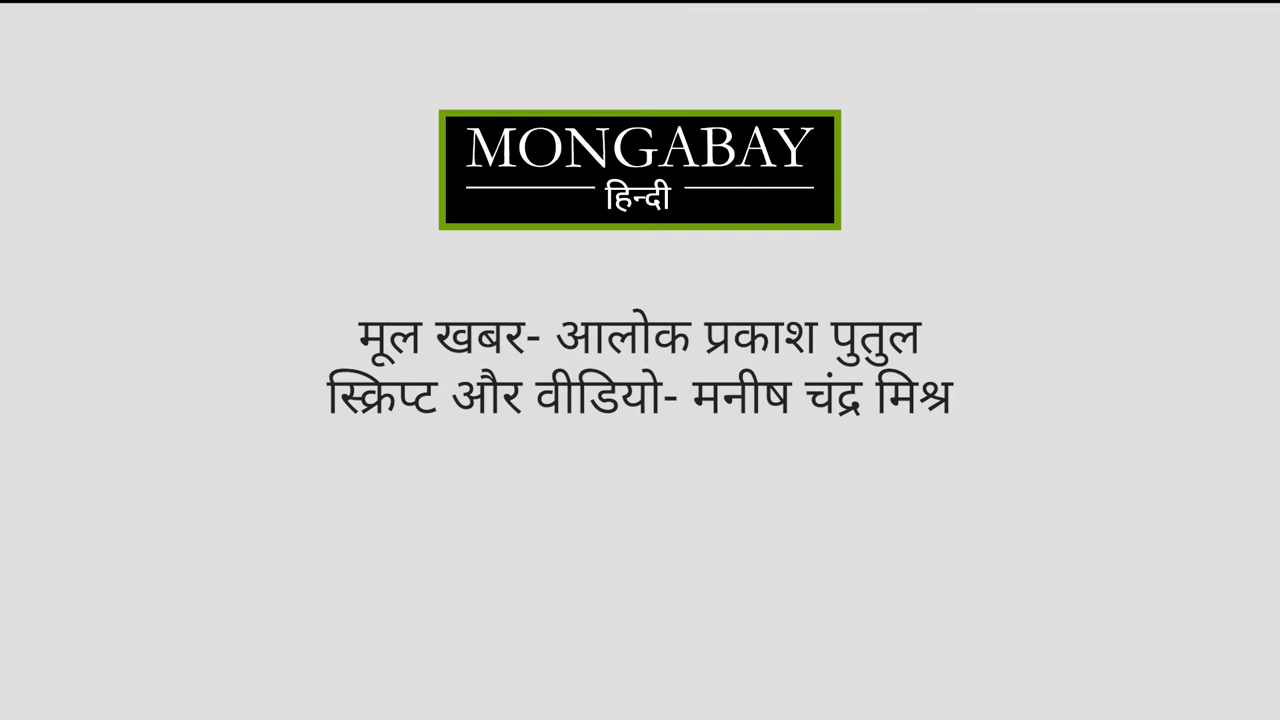 MONGABAY
हिन्दी
मूल खबर- आलोक प्रकाश पुतुल
स्क्रिप्ट और वीडियो- मनीष चंद्र मिश्र